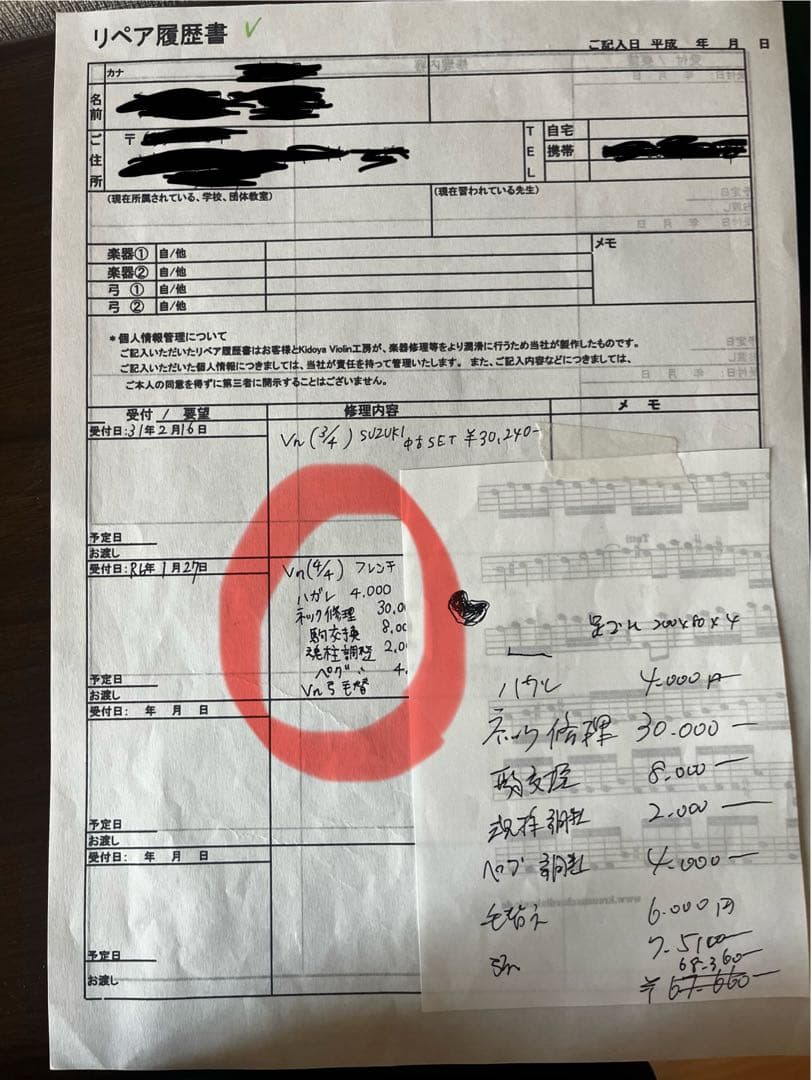 リペア履歴書 ✓
ご記入日 平成 年 月 日
カナ
名前
ご住所 〒
TEL 自宅
携帯
(現在所属されている、学校、団体教室) (現在習われている先生)
楽器① 自/他 メモ
楽器② 自/他
弓 ① 自/他
弓 ② 自/他
*個人情報管理について
ご記入いただいたリペア履歴書はお客様とKidoya Violin工房が、楽器修理等をより潤滑に行うため当社が製作したものです。
ご記入いただいた個人情報につきましては、当社が責任を持って管理いたします。また、ご記入内容などにつきましては、
ご本人の同意を得ずに第三者に開示することはございません。
受付 / 要望 修理内容 メ モ
受付日:31年2月16日
Vn (3/4) SUZUKI 中古SET ¥30,240-
予定日
お渡し
受付日:R6年1月27日
Vn(4/4) フレンチ
ハガレ 4.000
ネック修理 30.0
駒交換 8.0
魂柱調整 2.0
ペグ 〃 4.
Vn弓毛替
予定日
お渡し
受付日: 年 月 日
予定日
お渡し
受付日: 年 月 日
予定日
お渡し
4.000円
ネック修理 30.000
駒交換 8.000
魂柱調整 2.000
ペグ調整 4.000
毛替え 6.000円
68.360
¥67.660